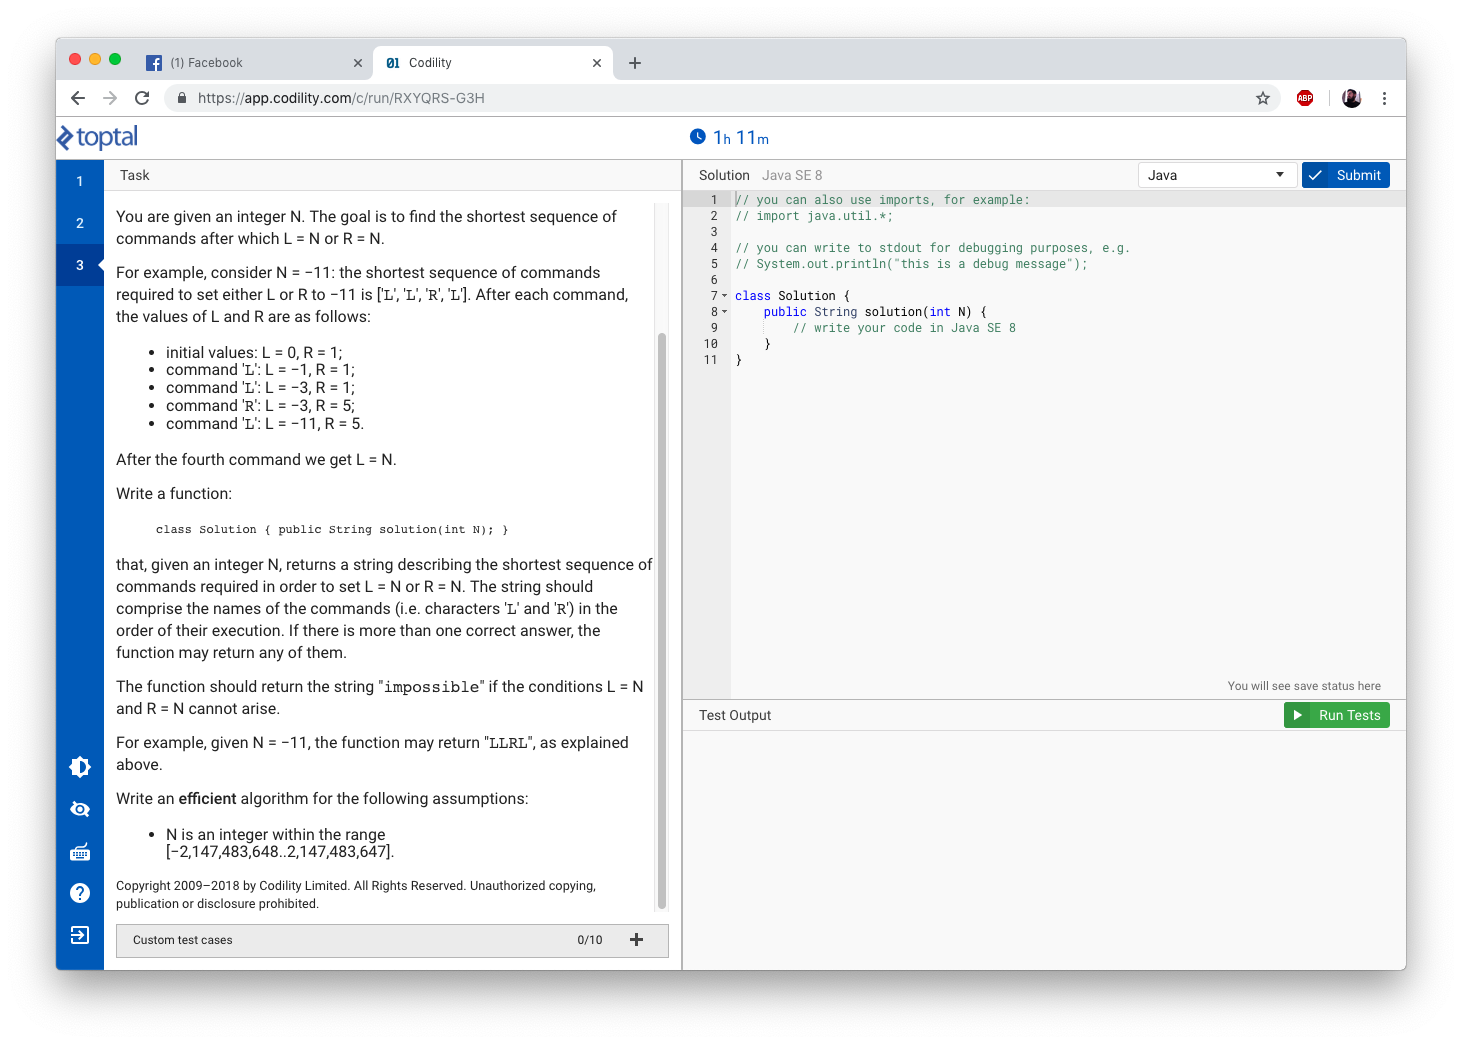 (1) Facebook
01 Codility
https://app.codility.com/c/run/RXYQRS-G3H
ABP
toptal
1h 11m
1
2
3
Task
You are given an integer N. The goal is to find the shortest sequence of
commands after which L = N or R = N.
For example, consider N = −11: the shortest sequence of commands
required to set either L or R to −11 is ['L', 'L', 'R', 'L']. After each command,
the values of L and R are as follows:
• initial values: L = 0, R = 1;
• command 'L': L = −1, R = 1;
• command 'L': L = −3, R = 1;
• command 'R': L = −3, R = 5;
• command 'L': L = −11, R = 5.
After the fourth command we get L = N.
Write a function:
class Solution { public String solution(int N); }
that, given an integer N, returns a string describing the shortest sequence of
commands required in order to set L = N or R = N. The string should
comprise the names of the commands (i.e. characters 'L' and 'R') in the
order of their execution. If there is more than one correct answer, the
function may return any of them.
The function should return the string "impossible" if the conditions L = N
and R = N cannot arise.
For example, given N = −11, the function may return "LLRL", as explained
above.
Write an efficient algorithm for the following assumptions:
• N is an integer within the range
[−2,147,483,648..2,147,483,647].
Copyright 2009–2018 by Codility Limited. All Rights Reserved. Unauthorized copying,
publication or disclosure prohibited.
Custom test cases 0/10 +
Solution Java SE 8
Java
Submit
1 // you can also use imports, for example:
2 // import java.util.*;
3
4 // you can write to stdout for debugging purposes, e.g.
5 // System.out.println("this is a debug message");
6
7 class Solution {
8 public String solution(int N) {
9 // write your code in Java SE 8
10 }
11 }
You will see save status here
Test Output
Run Tests